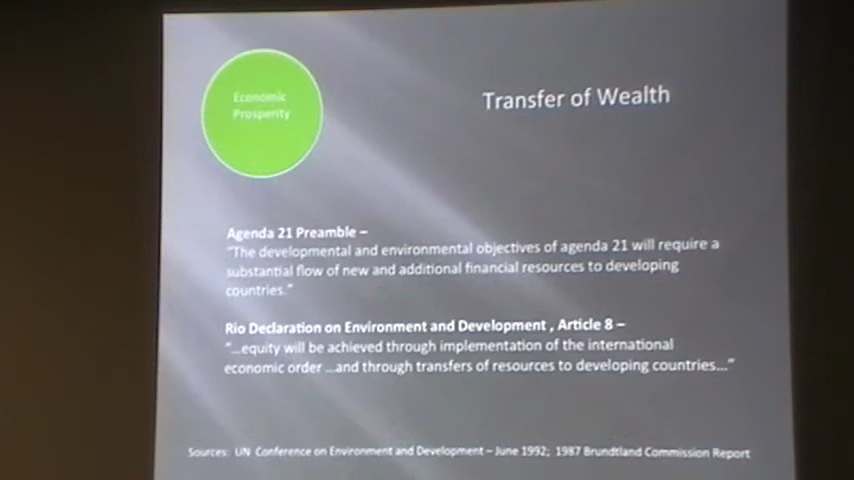 Economic
Prosperity
Transfer of Wealth
Agenda 21 Preamble –
"The developmental and environmental objectives of agenda 21 will require a
substantial flow of new and additional financial resources to developing
countries."
Rio Declaration on Environment and Development , Article 8 –
"...equity will be achieved through implementation of the international
economic order ...and through transfers of resources to developing countries..."
Sources: UN Conference on Environment and Development – June 1992; 1987 Brundtland Commission Report